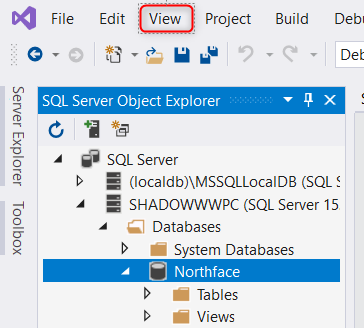 File Edit View Project Build De
Deb
Server Explorer
Toolbox
SQL Server Object Explorer
SQL Server
(localdb)\MSSQLLocalDB (SQL S
SHADOWWWPC (SQL Server 15
Databases
System Databases
Northface
Tables
Views